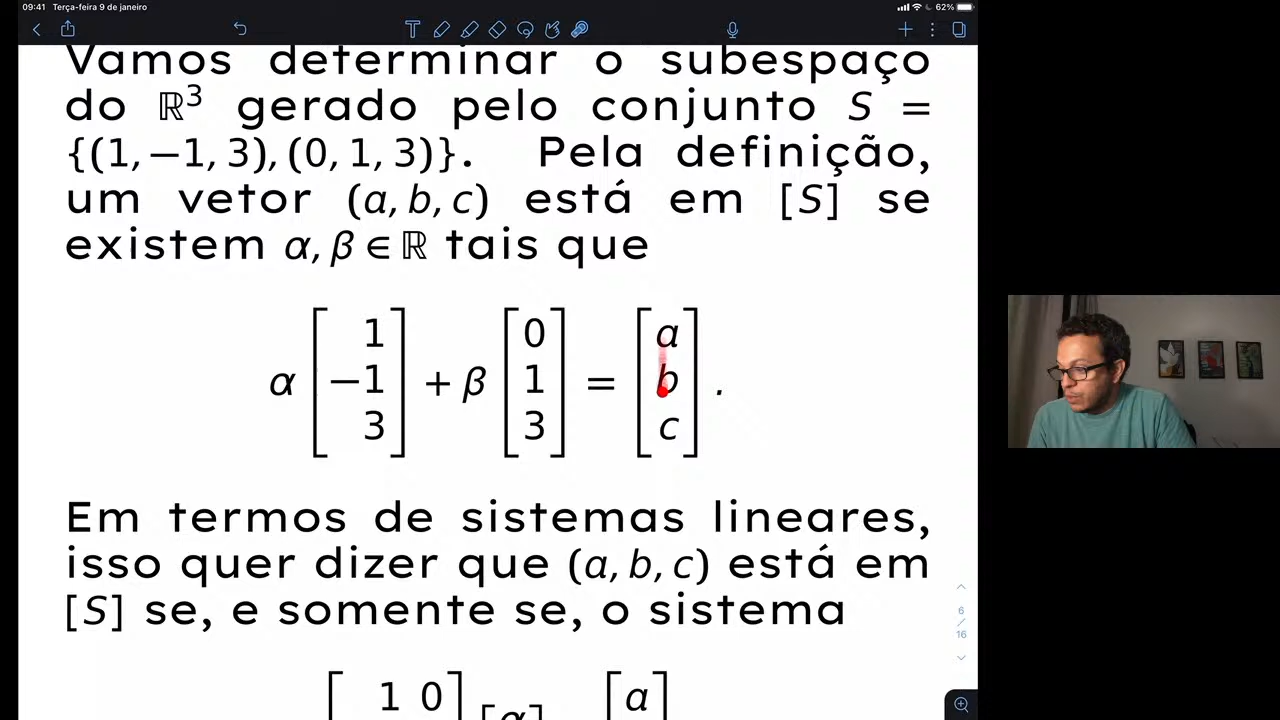 09:41 Terça-feira 9 de janeiro 62%
Vamos determinar o subespaço
do ℝ³ gerado pelo conjunto S =
{(1, −1, 3), (0, 1, 3)}. Pela definição,
um vetor (a, b, c) está em [S] se
existem α, β ∈ ℝ tais que
α [1 −1 3] + β [0 1 3] = [a b c] .
Em termos de sistemas lineares,
isso quer dizer que (a, b, c) está em
[S] se, e somente se, o sistema
6 / 16
1 0 a